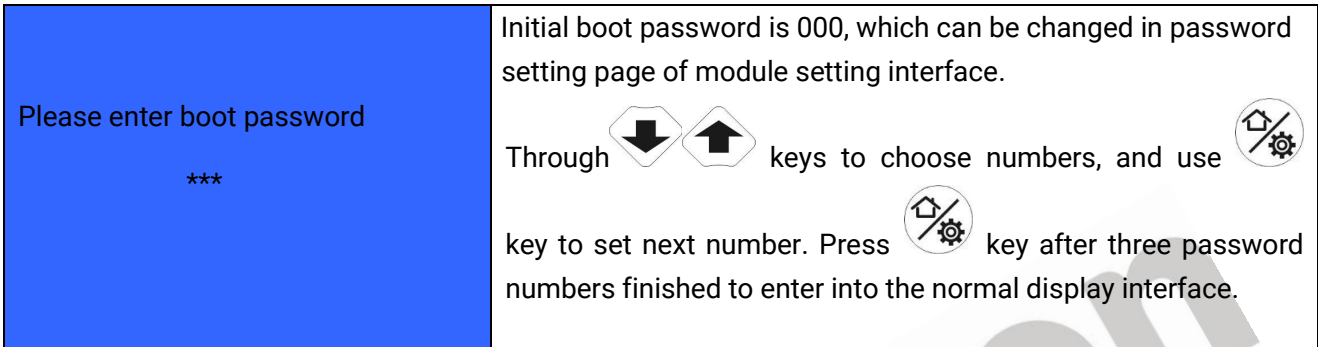 Please enter boot password
***
Initial boot password is 000, which can be changed in password
setting page of module setting interface.
Through keys to choose numbers, and use
key to set next number. Press key after three password
numbers finished to enter into the normal display interface.